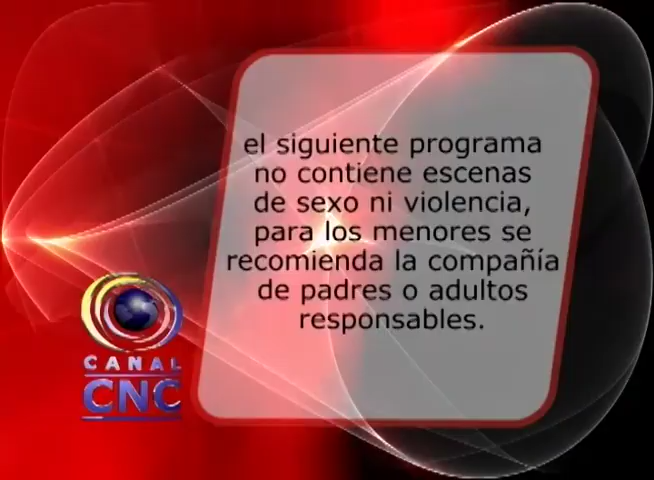 el siguiente programa
no contiene escenas
de sexo ni violencia,
para los menores se
recomienda la compañía
de padres o adultos
responsables.
CANAL
CNC